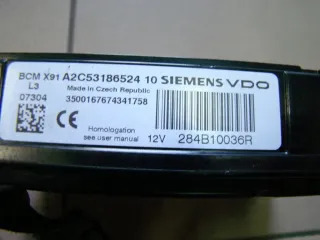 BCM X91 A2C53186524 10 SIEMENS VDO
L3 Made in Czech Republic
07304 3500167674341758
Homologation
see user manual 12V 284B10036R